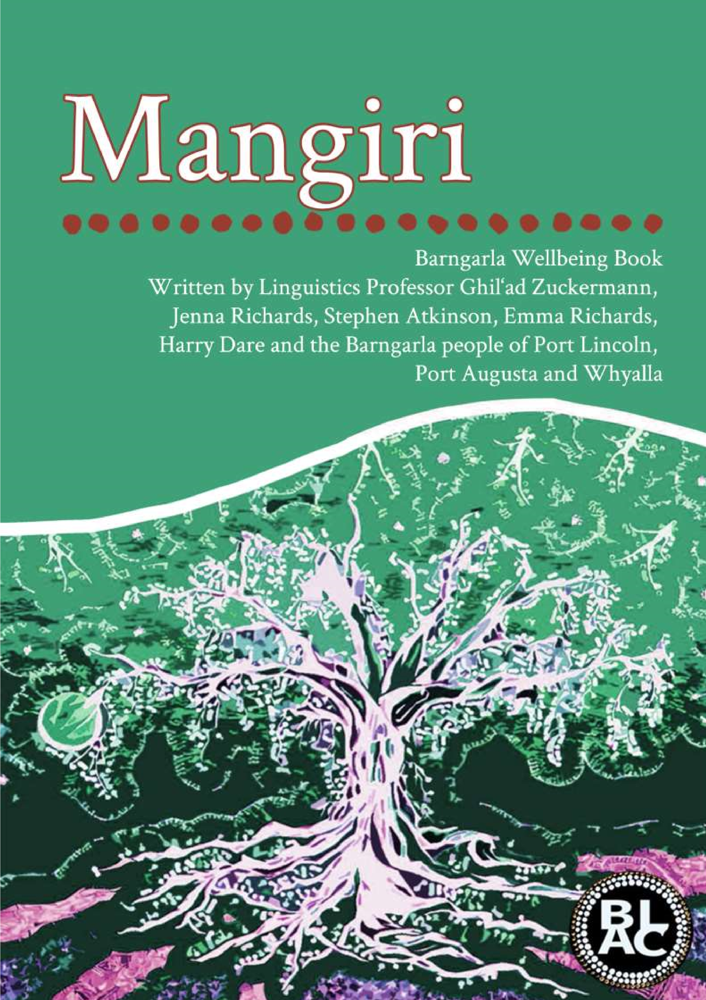 Mangiri
Barngarla Wellbeing Book
Written by Linguistics Professor Ghil‘ad Zuckermann,
Jenna Richards, Stephen Atkinson, Emma Richards,
Harry Dare and the Barngarla people of Port Lincoln,
Port Augusta and Whyalla
BL
AC